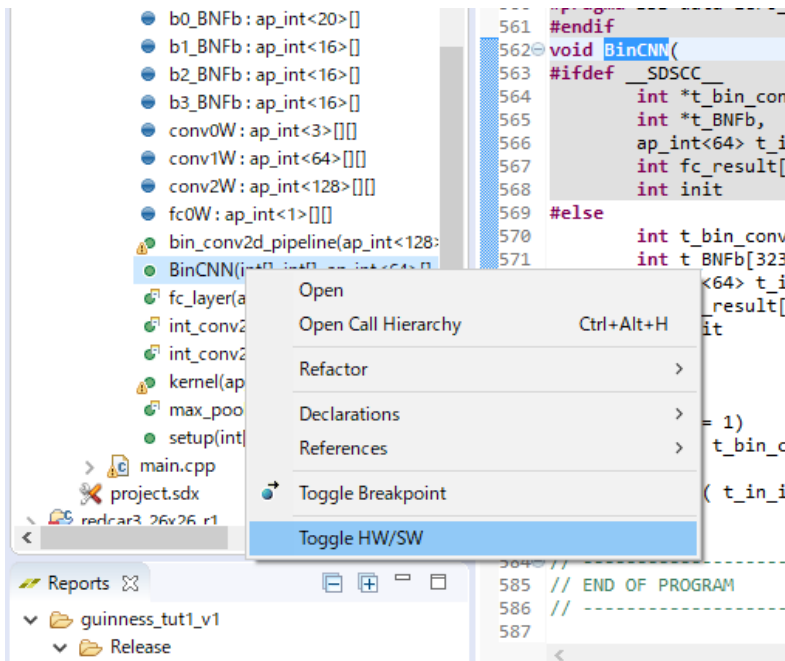 b0_BNFb : ap_int<20>[]
b1_BNFb : ap_int<16>[]
b2_BNFb : ap_int<16>[]
b3_BNFb : ap_int<16>[]
conv0W : ap_int<3>[][]
conv1W : ap_int<64>[][]
conv2W : ap_int<128>[][]
fc0W : ap_int<1>[][]
bin_conv2d_pipeline(ap_int<128>
BinCNN(int[], int[], ap_int<64>[]
fc_layer(a
int_conv2
int_conv2
kernel(ap
max_poo
setup(int[
main.cpp
project.sdx
redcar3_26x26_r1
Open
Open Call Hierarchy Ctrl+Alt+H
Refactor
Declarations
References
Toggle Breakpoint
Toggle HW/SW
Reports
guinness_tut1_v1
Release
561 #endif
562 void BinCNN(
563 #ifdef __SDSCC__
564 int *t_bin_con
565 int *t_BNFb,
566 ap_int<64> t_i
567 int fc_result[
568 int init
569 #else
570 int t_bin_conv
571 int t_BNFb[323
<64> t_i
_result[
it
= 1)
t_bin_c
( t_in_i
584 // --------------------
585 // END OF PROGRAM
586 // --------------------
587